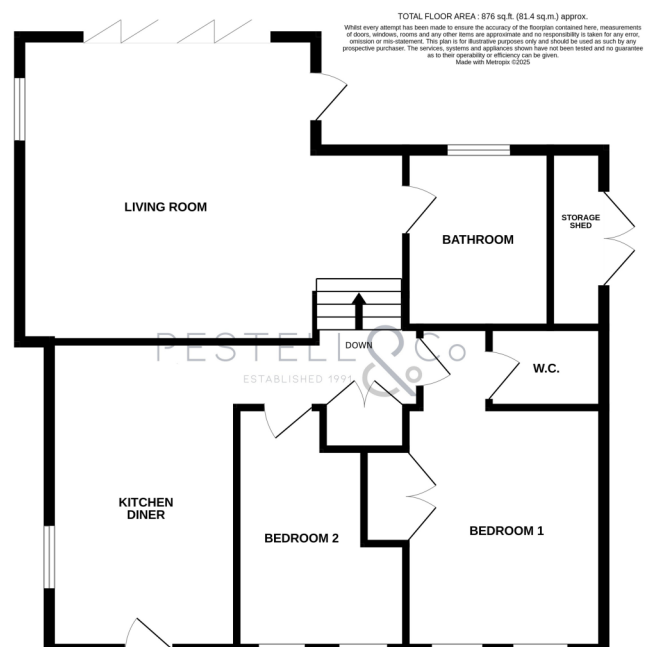 TOTAL FLOOR AREA : 876 sq.ft. (81.4 sq.m.) approx.
Whilst every attempt has been made to ensure the accuracy of the floorplan contained here, measurements
of doors, windows, rooms and any other items are approximate and no responsibility is taken for any error,
omission or mis-statement. This plan is for illustrative purposes only and should be used as such by any
prospective purchaser. The services, systems and appliances shown have not been tested and no guarantee
as to their operability or efficiency can be given.
Made with Metropix ©2025
LIVING ROOM
BATHROOM
STORAGE
SHED
DOWN
PESTELL & Co
ESTABLISHED 1991
W.C.
KITCHEN
DINER
BEDROOM 2
BEDROOM 1